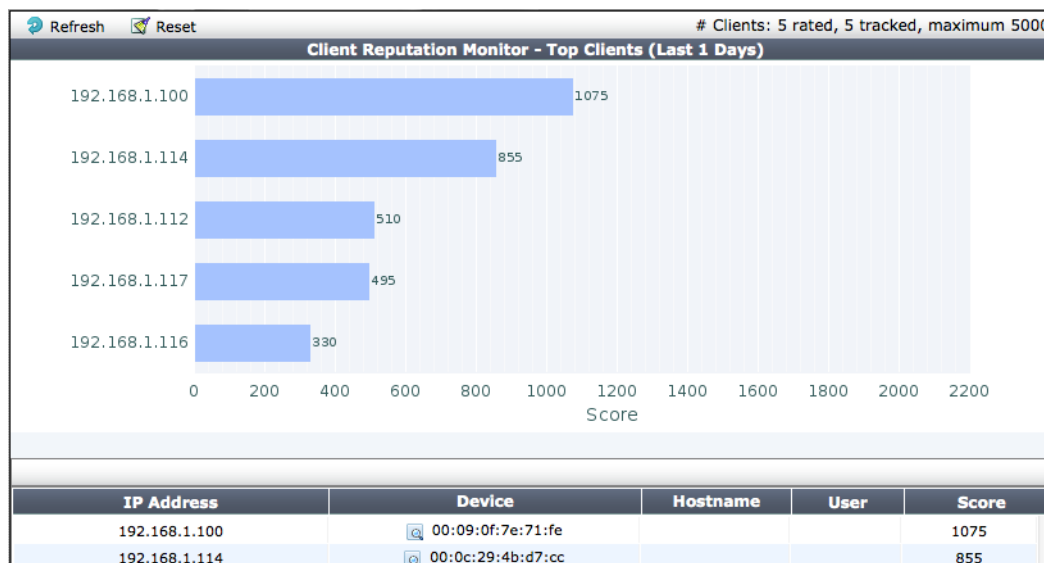 Refresh Reset # Clients: 5 rated, 5 tracked, maximum 5000
Client Reputation Monitor - Top Clients (Last 1 Days)
192.168.1.100 1075
192.168.1.114 855
192.168.1.112 510
192.168.1.117 495
192.168.1.116 330
0 200 400 600 800 1000 1200 1400 1600 1800 2000 2200
Score
IP Address Device Hostname User Score
192.168.1.100 00:09:0f:7e:71:fe 1075
192.168.1.114 00:0c:29:4b:d7:cc 855